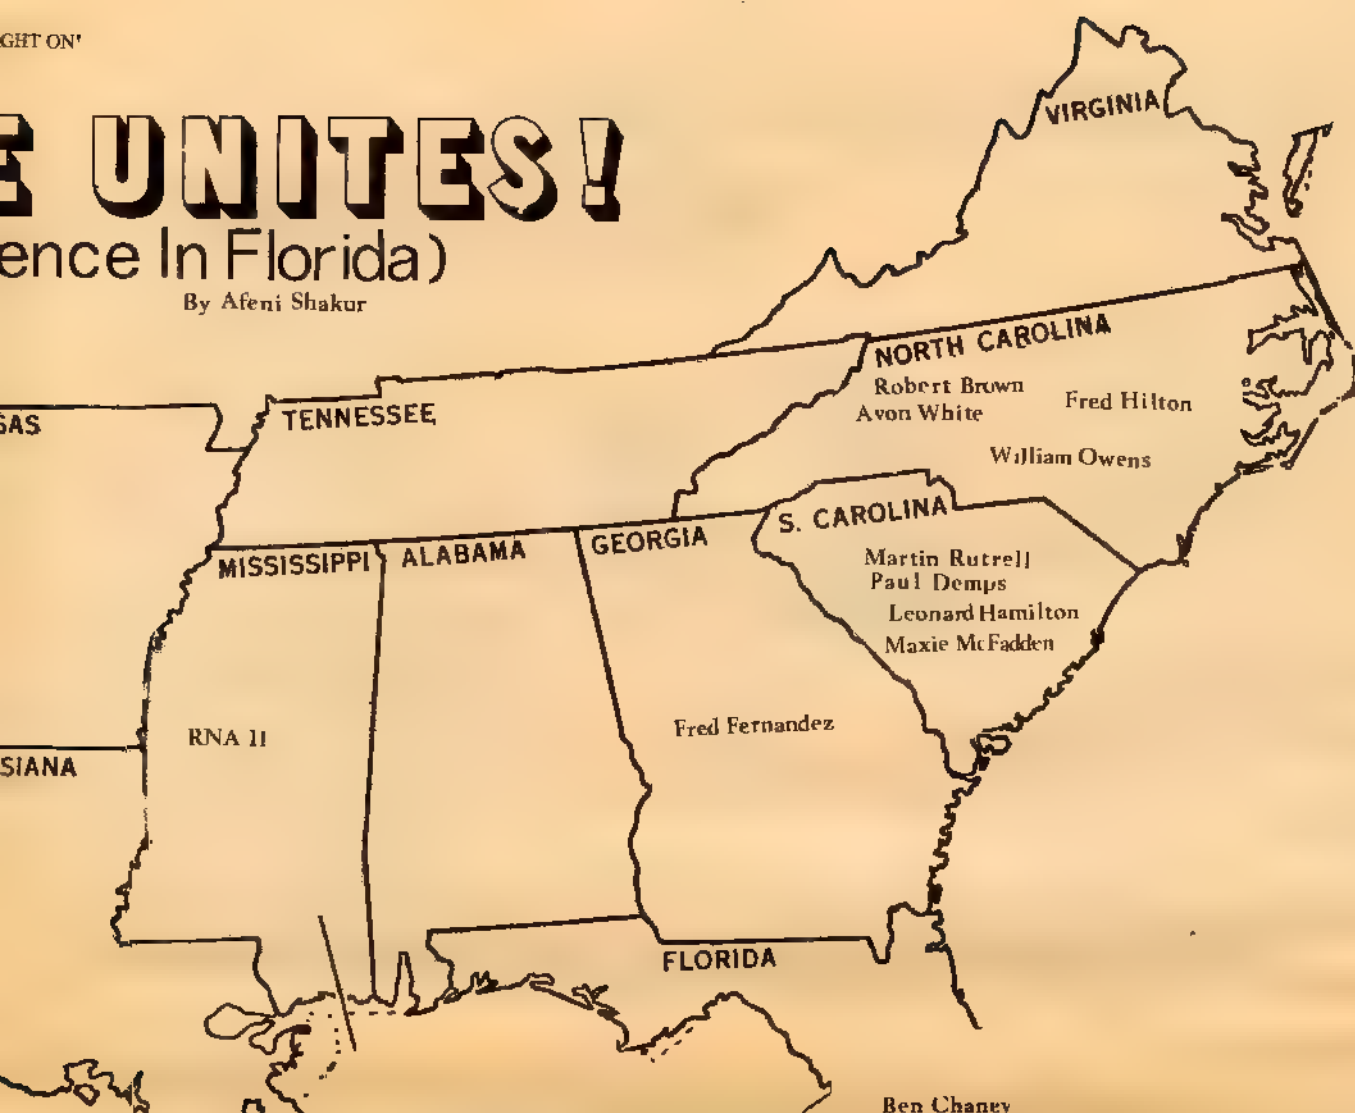 GHT ON'
E UNITES!
ence In Florida)
By Afeni Shakur
VIRGINIA
NORTH CAROLINA
Robert Brown
Avon White
Fred Hilton
William Owens
TENNESSEE
SAS
S. CAROLINA
Martin Rutrell
Paul Demps
Leonard Hamilton
Maxie McFadden
MISSISSIPPI
ALABAMA
GEORGIA
RNA 11
Fred Fernandez
SIANA
FLORIDA
Ben Chaney